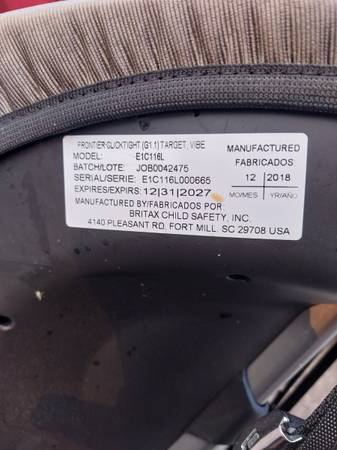 FRONTIER CLICKTIGHT (G1.1) TARGET, VIBE
MODEL: E1C116L
BATCH/LOTE: JOB0042475
SERIAL/SERIE: E1C116L000665
EXPIRES/EXPIRS: 12|31|2027
MANUFACTURED
FABRICADOS
12 2018
MO/MES YR/AÑO
MANUFACTURED BY/FABRICADOS POR
BRITAX CHILD SAFETY, INC.
4140 PLEASANT RD, FORT MILL, SC 29708 USA